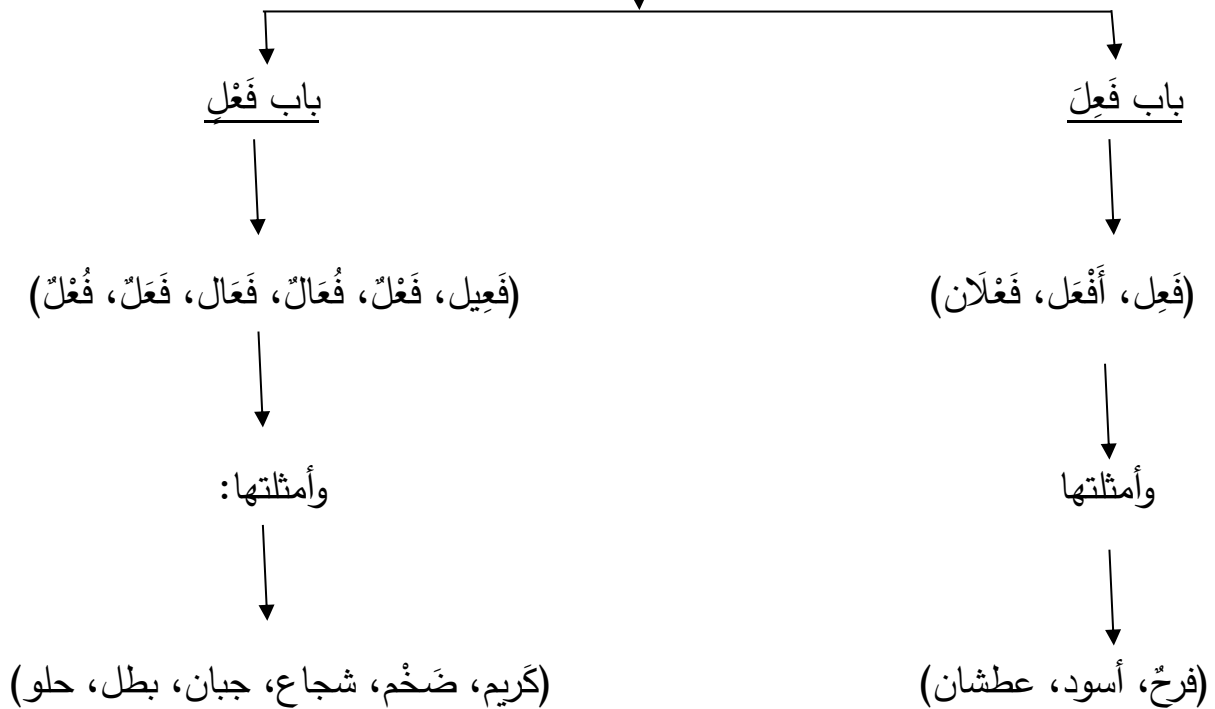 باب فَعِلَ
باب فَعْلٍ
(فَعِل، أَفْعَل، فَعْلَان)
(فَعِيل، فَعْلٌ، فُعَالٌ، فَعَال، فَعَلٌ، فُعْلٌ)
وأمثلتها
وأمثلتها:
(فرحٌ، أسود، عطشان)
(كَريم، ضَخْم، شجاع، جبان، بطل، حلو)